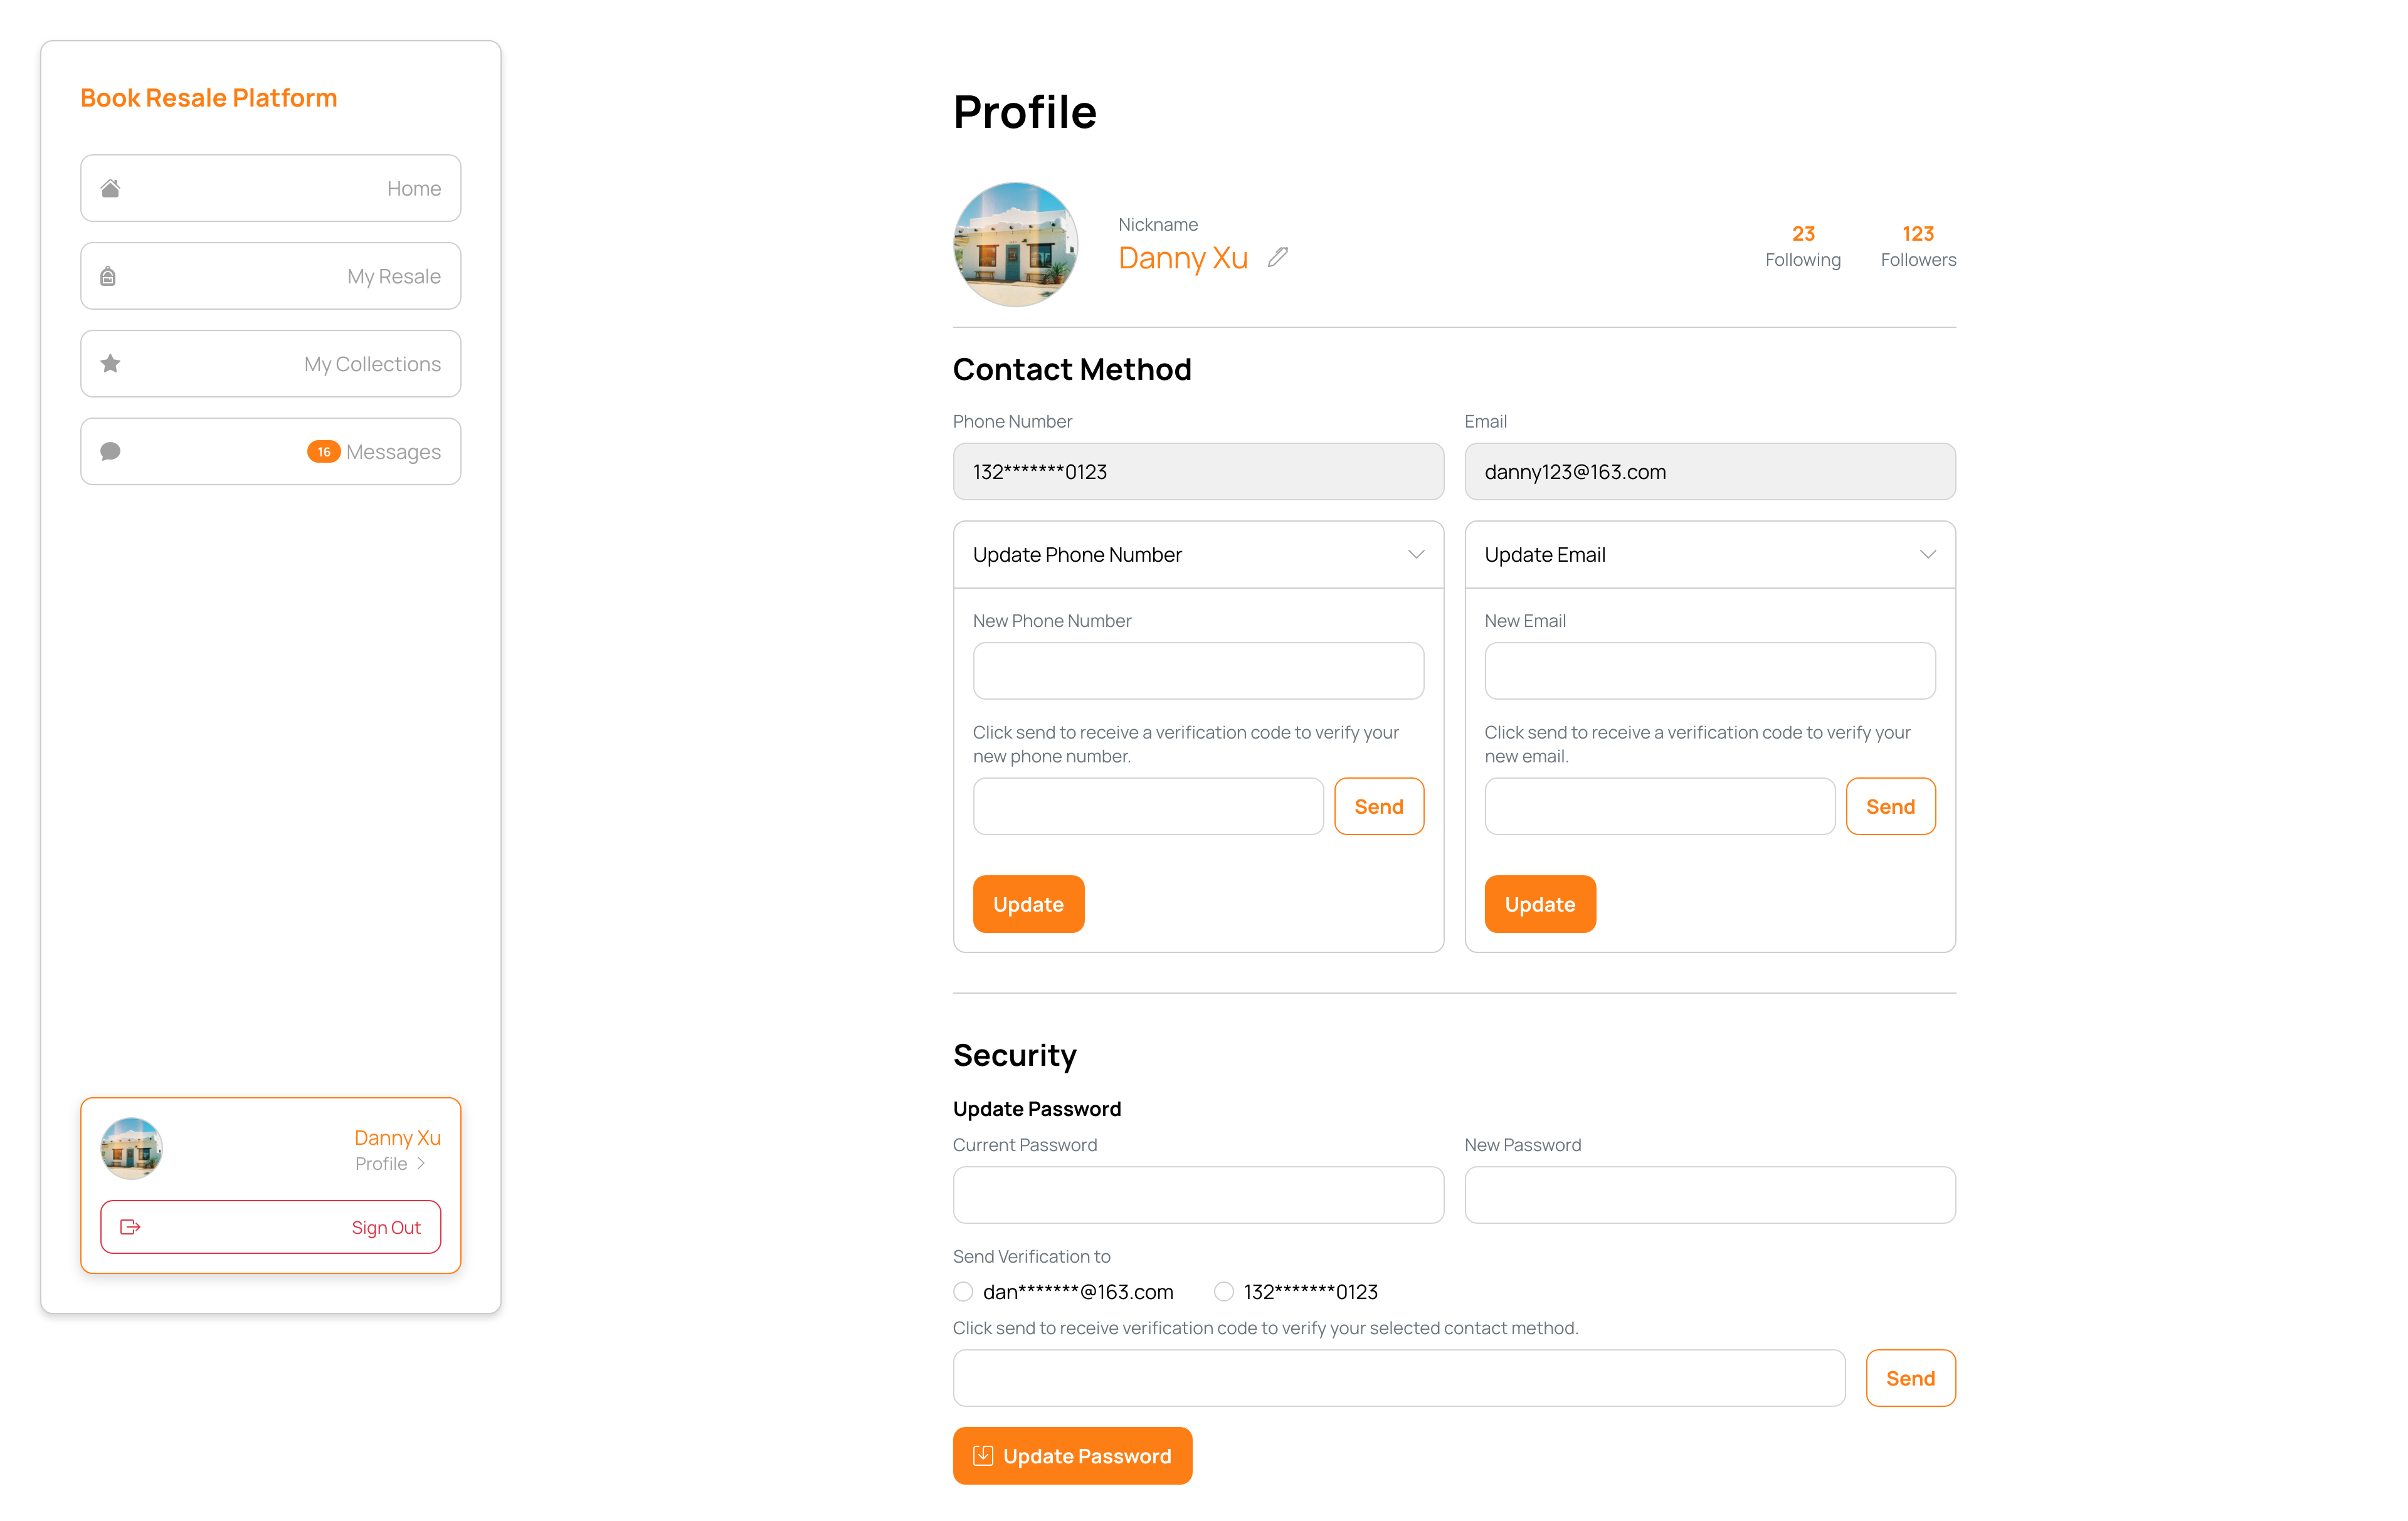 Book Resale Platform
Home
My Resale
My Collections
16 Messages
Danny Xu
Profile
Sign Out
Profile
Nickname
Danny Xu
23
Following
123
Followers
Contact Method
Phone Number
132*******0123
Email
danny123@163.com
Update Phone Number
New Phone Number
Click send to receive a verification code to verify your
new phone number.
Send
Update
Update Email
New Email
Click send to receive a verification code to verify your
new email.
Send
Update
Security
Update Password
Current Password
New Password
Send Verification to
dan*******@163.com
132*******0123
Click send to receive verification code to verify your selected contact method.
Send
Update Password